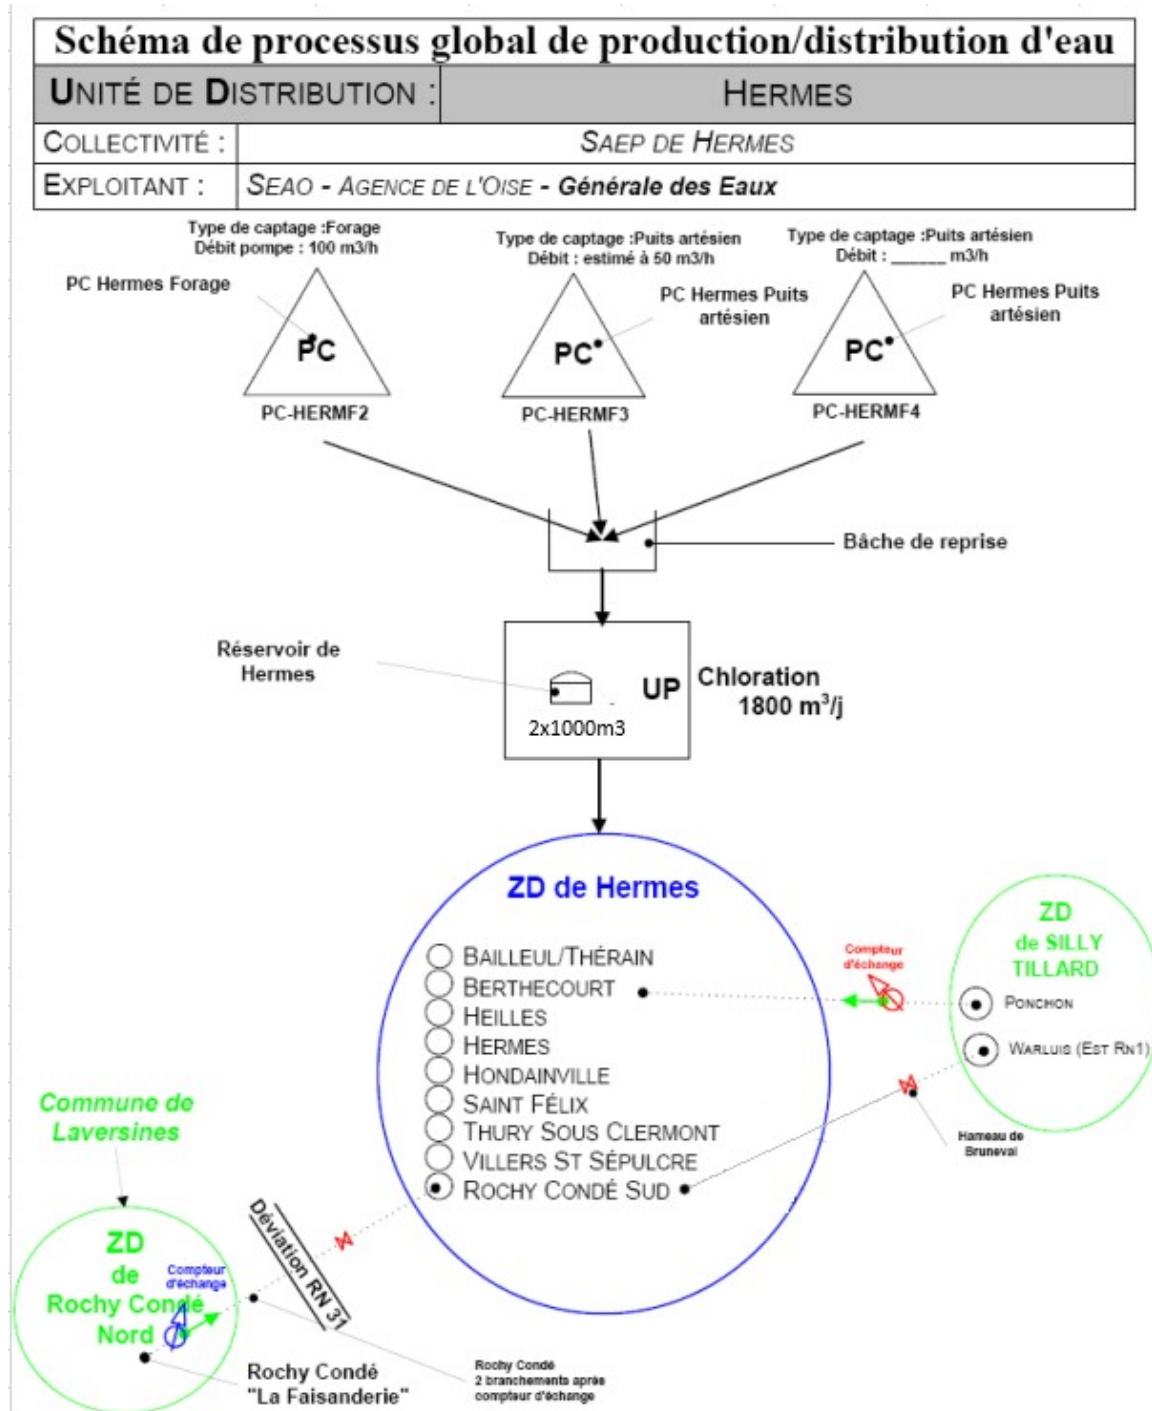 Schéma de processus global de production/distribution d'eau
UNITÉ DE DISTRIBUTION : HERMES
COLLECTIVITÉ : SAEP DE HERMES
EXPLOITANT : SEAO - AGENCE DE L'OISE - Générale des Eaux
Type de captage :Forage
Débit pompe : 100 m3/h
Type de captage :Puits artésien
Débit : estimé à 50 m3/h
Type de captage :Puits artésien
Débit : ______ m3/h
PC Hermes Forage
PC Hermes Puits
artésien
PC Hermes Puits
artésien
PC
PC
PC
PC-HERMF2
PC-HERMF3
PC-HERMF4
Bâche de reprise
Réservoir de
Hermes
UP
2x1000m3
Chloration
1800 m³/j
ZD de Hermes
BAILLEUL/THÉRAIN
BERTHECOURT
HEILLES
HERMES
HONDAINVILLE
SAINT FÉLIX
THURY SOUS CLERMONT
VILLERS ST SÉPULCRE
ROCHY CONDÉ SUD
Compteur
d'échange
ZD
de SILLY
TILLARD
PONCHON
WARLUIS (EST RN1)
Hameau de
Bruneval
Commune de
Laversines
Déviation RN 31
ZD
de
Rochy Condé
Nord
Compteur
d'échange
Rochy Condé
"La Faisanderie"
Rochy Condé
2 branchements après
compteur d'échange